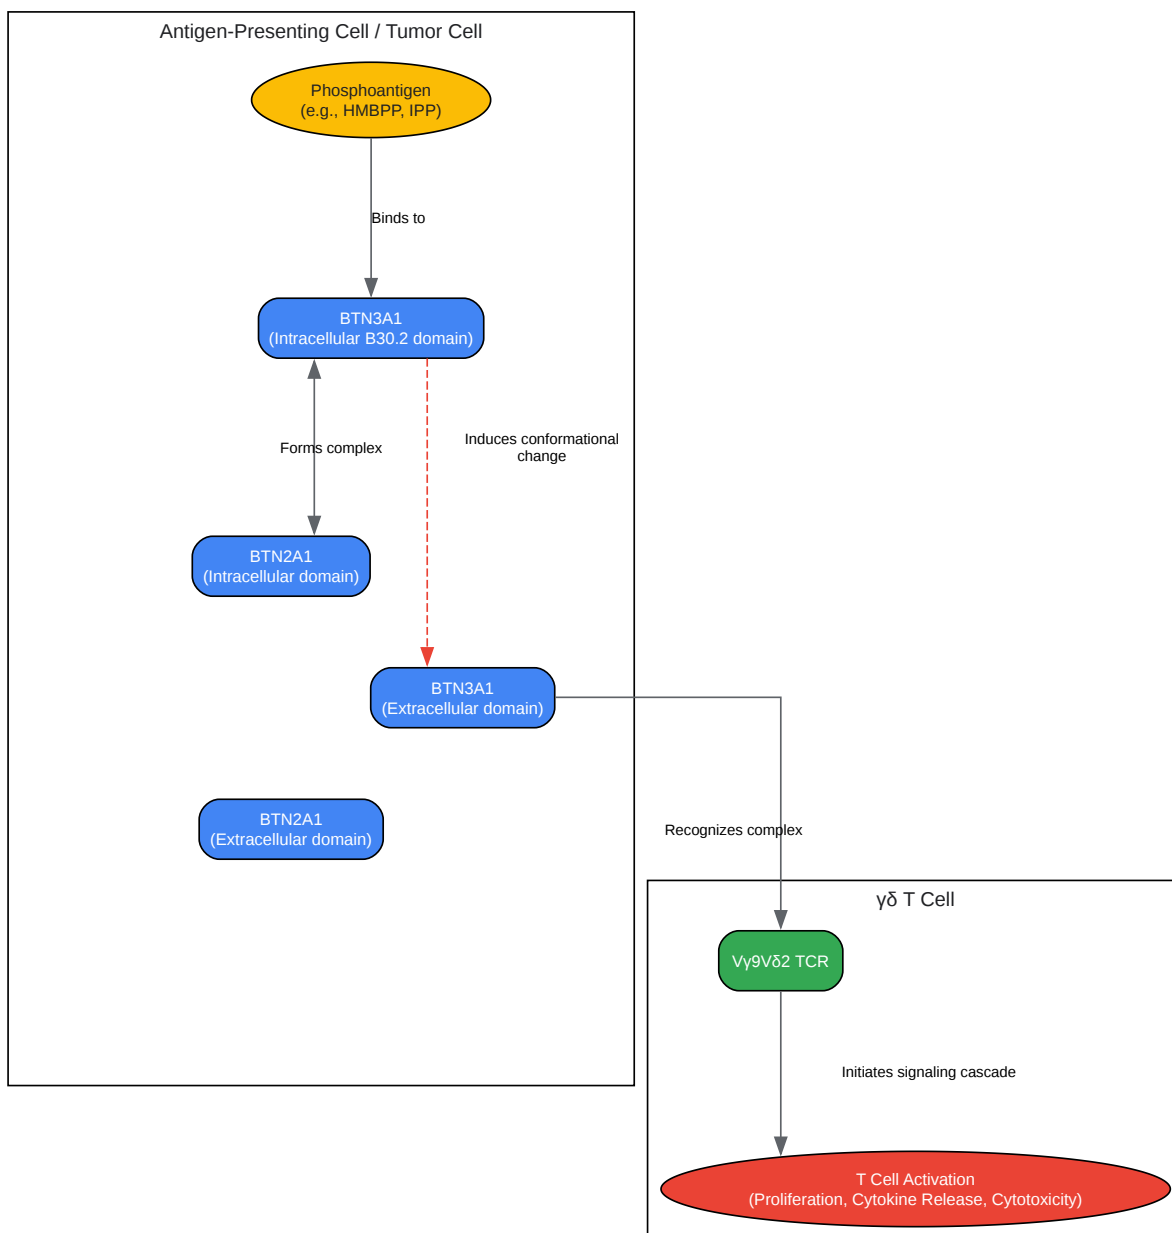 Antigen-Presenting Cell / Tumor Cell
Phosphoantigen
(e.g., HMBPP, IPP)
Binds to
BTN3A1
(Intracellular B30.2 domain)
Induces conformational
change
Forms complex
BTN2A1
(Intracellular domain)
BTN3A1
(Extracellular domain)
BTN2A1
(Extracellular domain)
Recognizes complex
γδ T Cell
Vγ9Vδ2 TCR
Initiates signaling cascade
T Cell Activation
(Proliferation, Cytokine Release, Cytotoxicity)